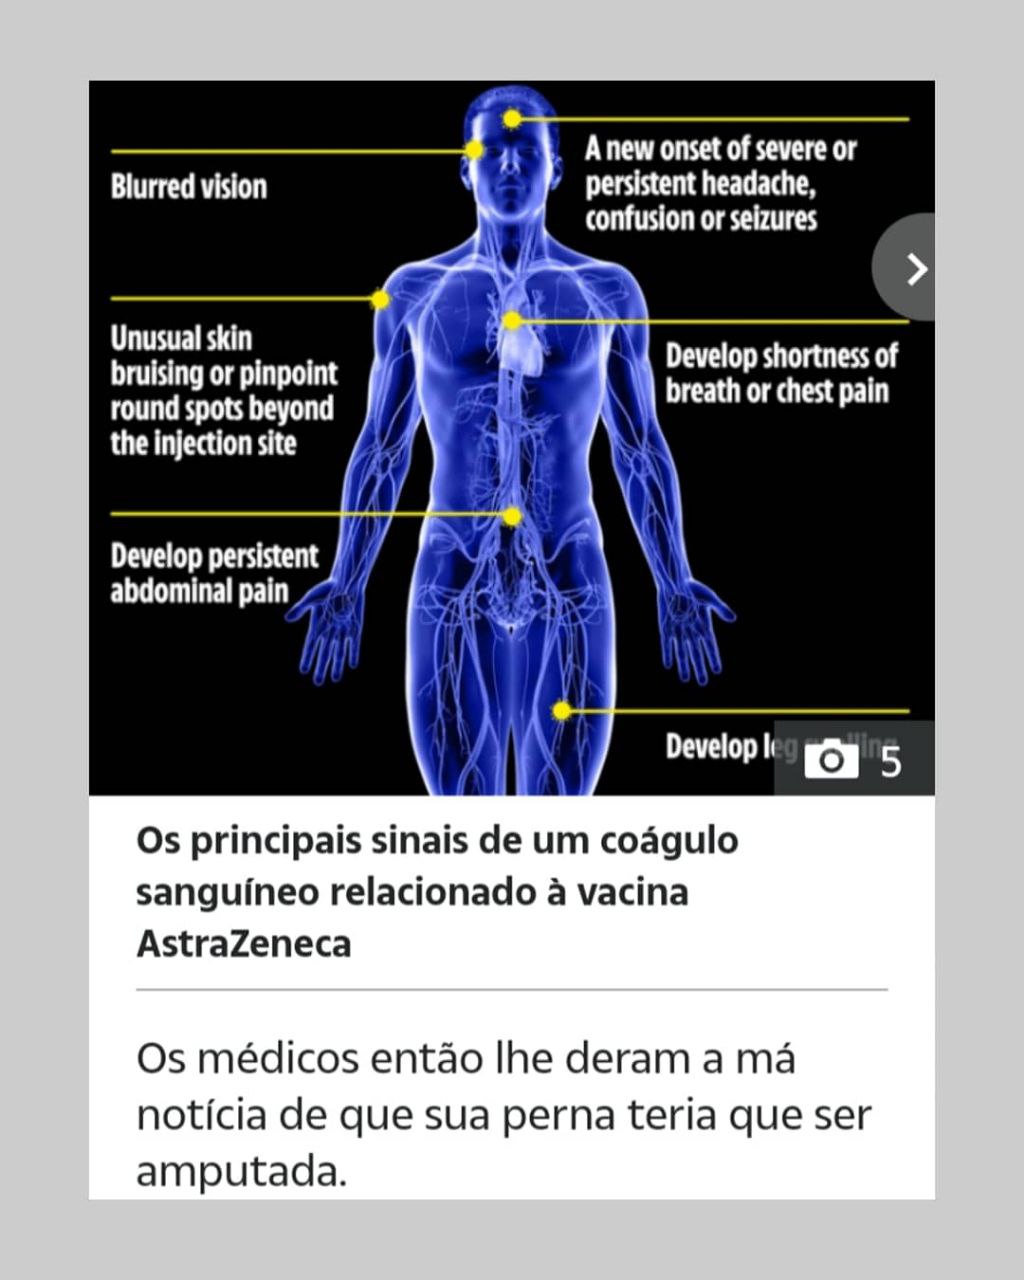 A new onset of severe or
persistent headache,
confusion or seizures
Blurred vision
Unusual skin
bruising or pinpoint
round spots beyond
the injection site
Develop shortness of
breath or chest pain
Develop persistent
abdominal pain
Develop leg swelling
5
Os principais sinais de um coágulo
sanguíneo relacionado à vacina
AstraZeneca
Os médicos então lhe deram a má
notícia de que sua perna teria que ser
amputada.